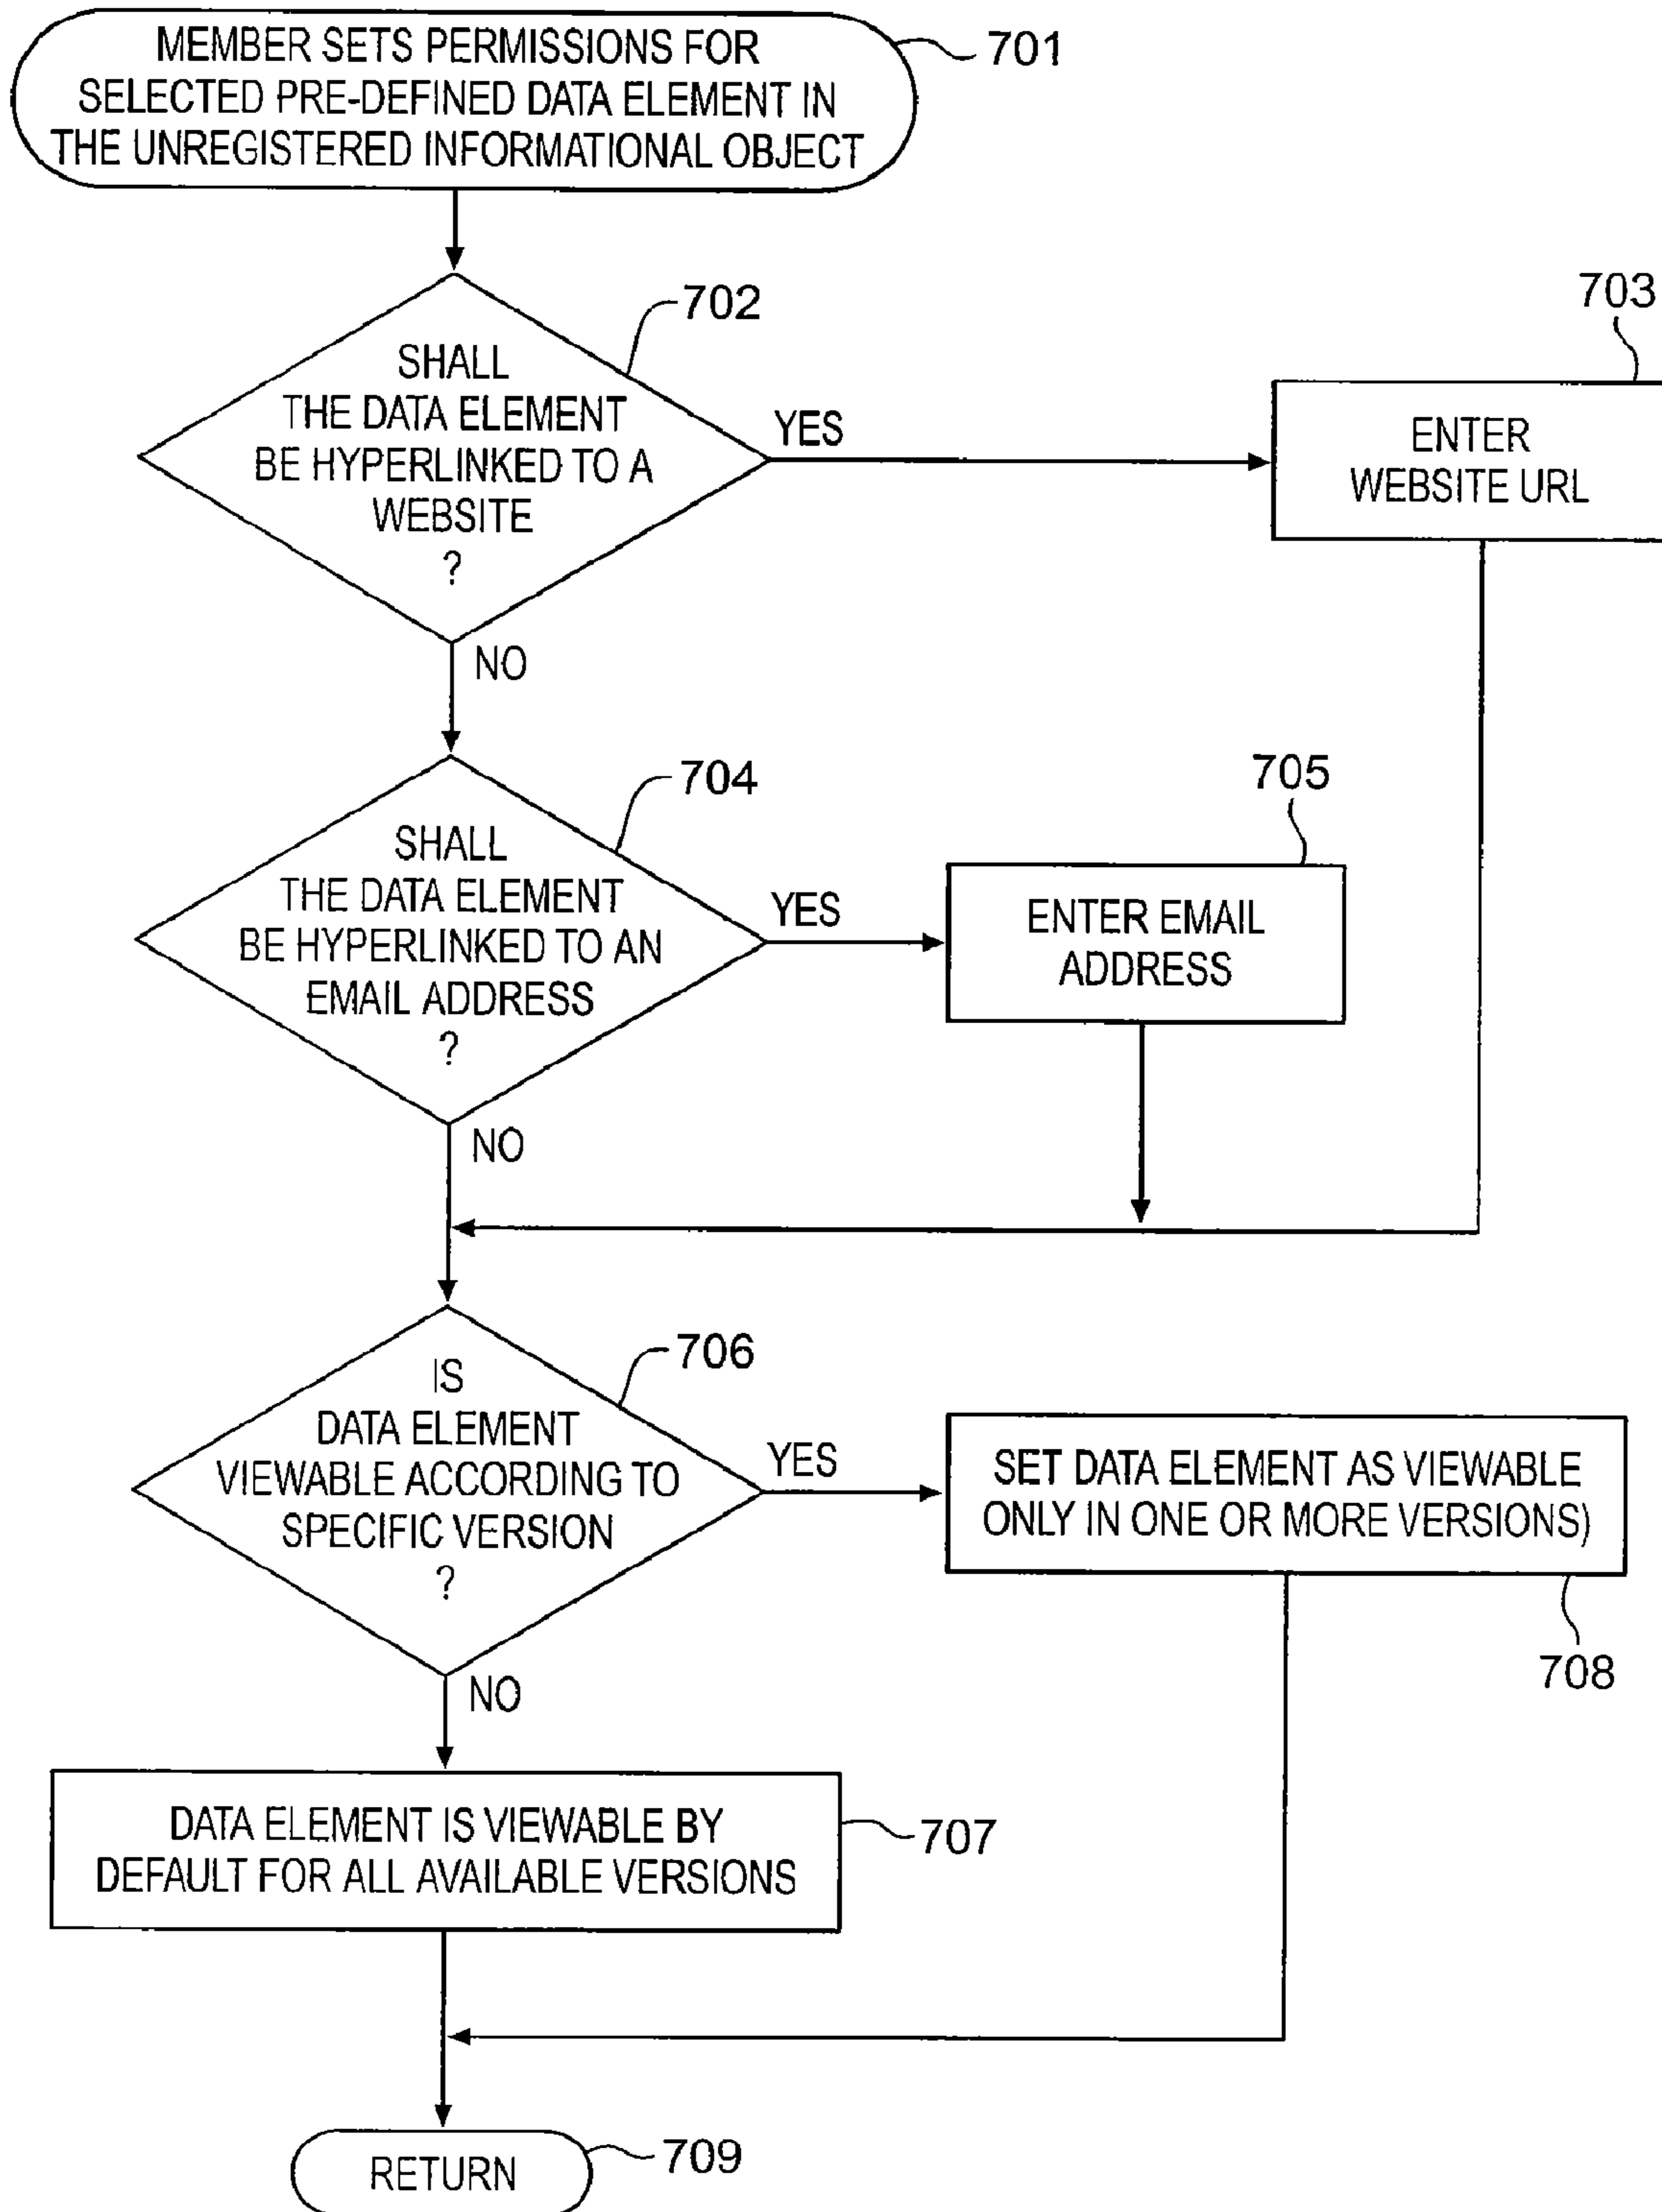 MEMBER SETS PERMISSIONS FOR
SELECTED PRE-DEFINED DATA ELEMENT IN
THE UNREGISTERED INFORMATIONAL OBJECT
701
SHALL
THE DATA ELEMENT
BE HYPERLINKED TO A
WEBSITE
?
702
YES
NO
703
ENTER
WEBSITE URL
SHALL
THE DATA ELEMENT
BE HYPERLINKED TO AN
EMAIL ADDRESS
?
704
YES
NO
705
ENTER EMAIL
ADDRESS
IS
DATA ELEMENT
VIEWABLE ACCORDING TO
SPECIFIC VERSION
?
706
YES
NO
SET DATA ELEMENT AS VIEWABLE
ONLY IN ONE OR MORE VERSIONS)
708
DATA ELEMENT IS VIEWABLE BY
DEFAULT FOR ALL AVAILABLE VERSIONS
707
RETURN
709